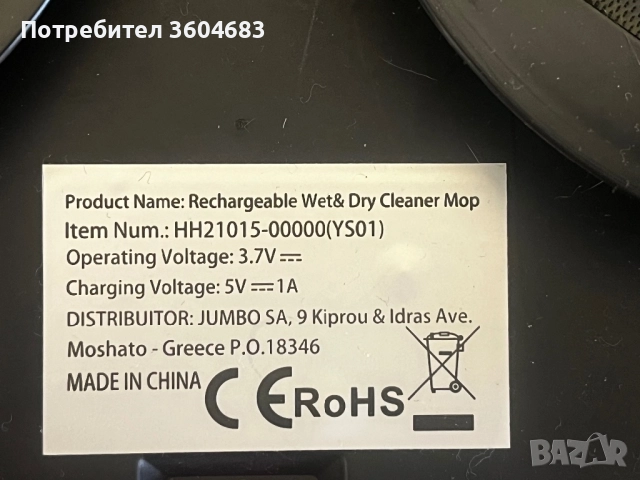 Потребител 3604683
Product Name: Rechargeable Wet& Dry Cleaner Mop
Item Num.: HH21015-00000(YS01)
Operating Voltage: 3.7V⎓
Charging Voltage: 5V⎓1A
DISTRIBUITOR: JUMBO SA, 9 Kiprou & Idras Ave.
Moshato - Greece P.O.18346
MADE IN CHINA
CE RoHS
BAZAR